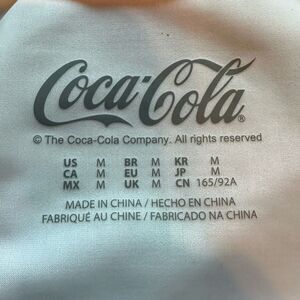 Coca-Cola®
© The Coca-Cola Company. All rights reserved
US M BR M KR M
CA M EU M JP M
MX M UK M CN 165/92A
MADE IN CHINA / HECHO EN CHINA
FABRIQUÉ AU CHINE / FABRICADO NA CHINA